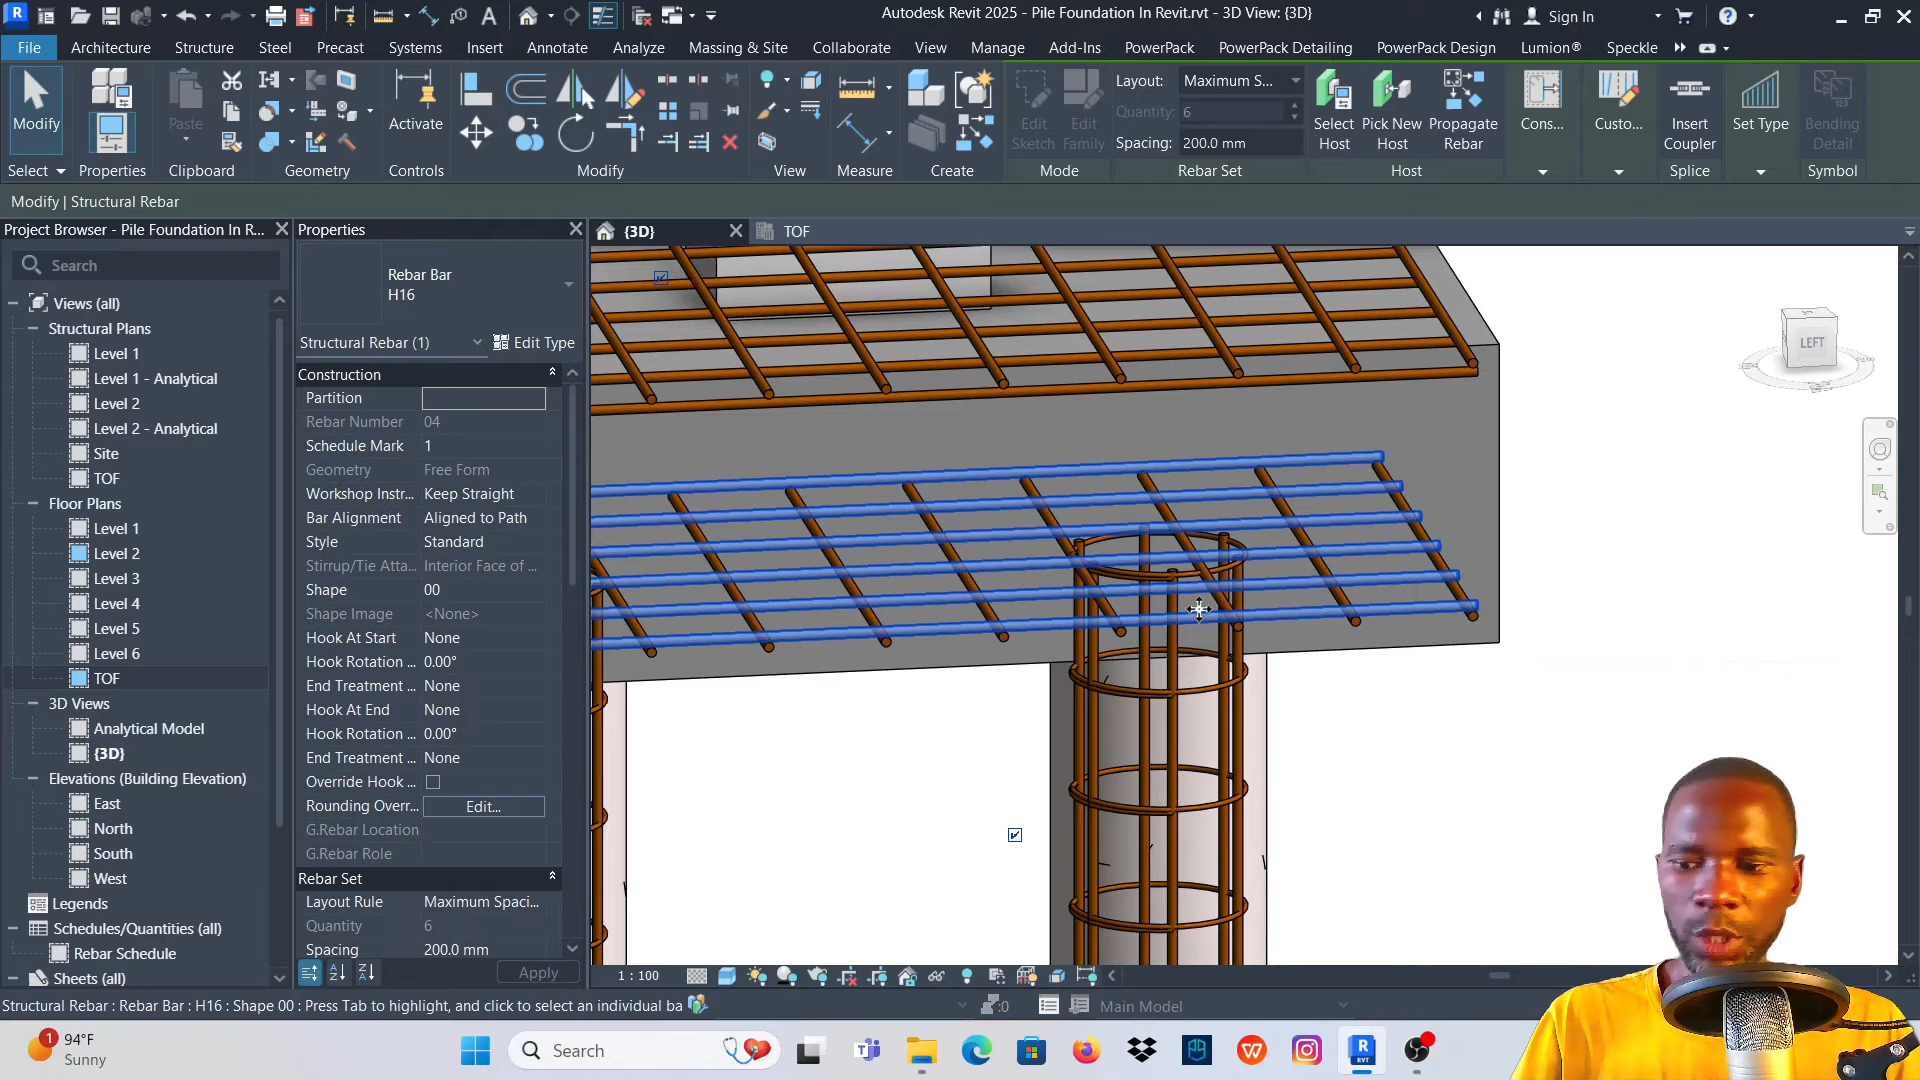 Autodesk Revit 2025 - Pile Foundation In Revit.rvt - 3D View: {3D}
Sign In
File Architecture Structure Steel Precast Systems Insert Annotate Analyze Massing & Site Collaborate View Manage Add-Ins PowerPack PowerPack Detailing PowerPack Design Lumion® Speckle
Modify
Paste
Activate
Edit Sketch
Edit Family
Layout: Maximum S...
Quantity: 6
Spacing: 200.0 mm
Select Host
Pick New Host
Propagate Rebar
Cons...
Custo...
Insert Coupler
Set Type
Bending Detail
Select Properties Clipboard Geometry Controls Modify View Measure Create Mode Rebar Set Host Splice Symbol
Modify | Structural Rebar
Project Browser - Pile Foundation In R...
Search
Views (all)
Structural Plans
Level 1
Level 1 - Analytical
Level 2
Level 2 - Analytical
Site
TOF
Floor Plans
Level 1
Level 2
Level 3
Level 4
Level 5
Level 6
TOF
3D Views
Analytical Model
{3D}
Elevations (Building Elevation)
East
North
South
West
Legends
Schedules/Quantities (all)
Rebar Schedule
Sheets (all)
Properties
Rebar Bar
H16
Structural Rebar (1)
Edit Type
Construction
Partition
Rebar Number 04
Schedule Mark 1
Geometry Free Form
Workshop Instr... Keep Straight
Bar Alignment Aligned to Path
Style Standard
Stirrup/Tie Atta... Interior Face of ...
Shape 00
Shape Image <None>
Hook At Start None
Hook Rotation ... 0.00°
End Treatment ... None
Hook At End None
Hook Rotation ... 0.00°
End Treatment ... None
Override Hook ...
Rounding Overr... Edit...
G.Rebar Location
G.Rebar Role
Rebar Set
Layout Rule Maximum Spaci...
Quantity 6
Spacing 200.0 mm
Apply
{3D}
TOF
LEFT
1 : 100
Structural Rebar : Rebar Bar : H16 : Shape 00 : Press Tab to highlight, and click to select an individual ba
:0
Main Model
1
94°F
Sunny
Search